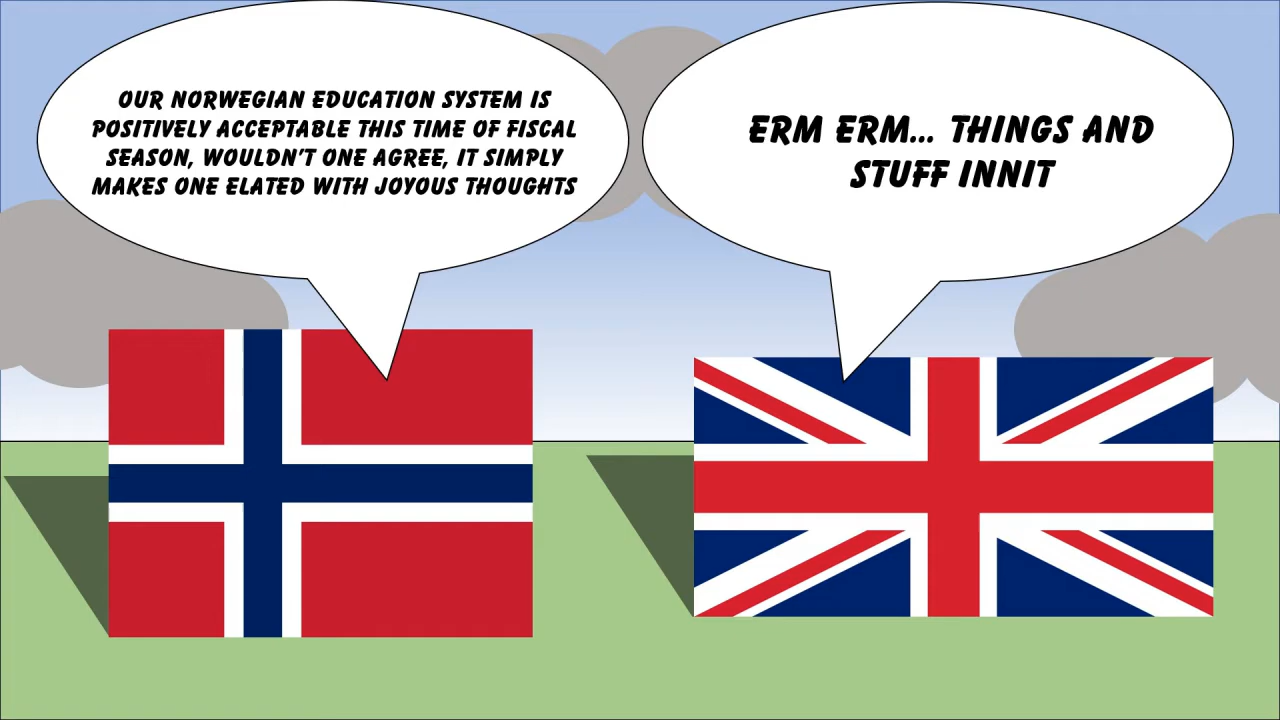 OUR NORWEGIAN EDUCATION SYSTEM IS
POSITIVELY ACCEPTABLE THIS TIME OF FISCAL
SEASON, WOULDN'T ONE AGREE, IT SIMPLY
MAKES ONE ELATED WITH JOYOUS THOUGHTS
ERM ERM... THINGS AND
STUFF INNIT